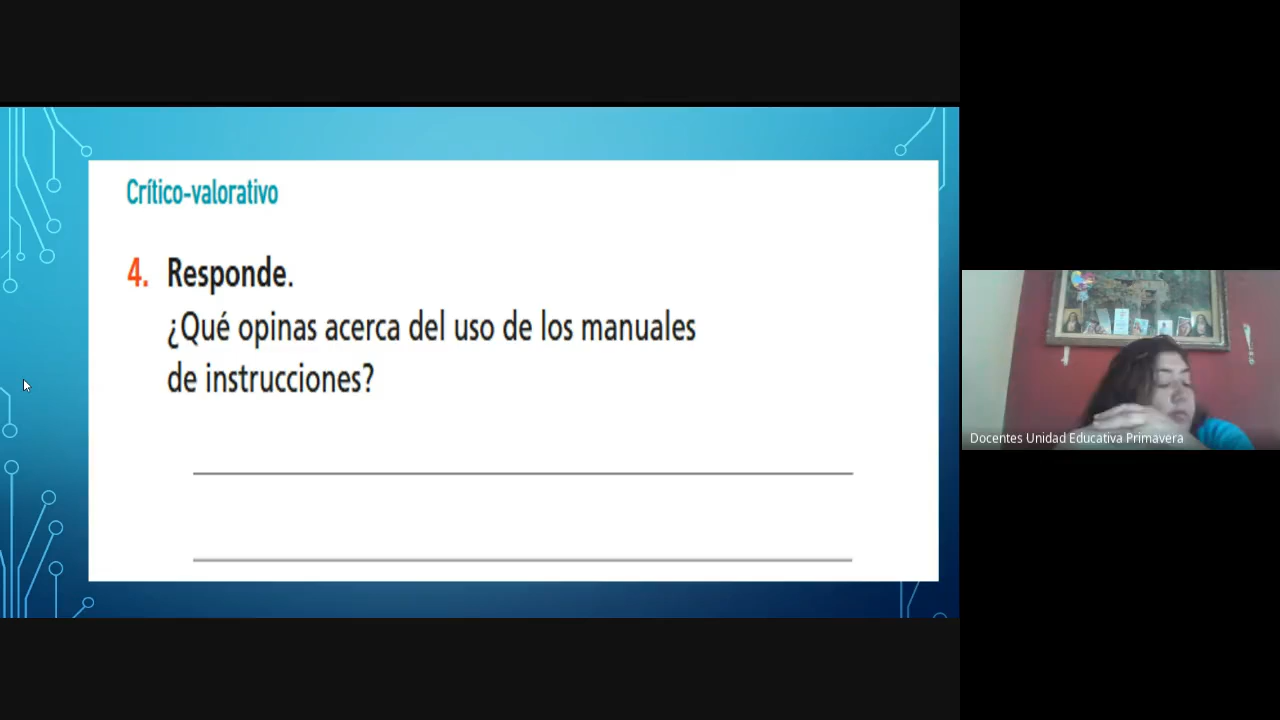 Crítico-valorativo
4. Responde.
¿Qué opinas acerca del uso de los manuales
de instrucciones?
Docentes Unidad Educativa Primavera